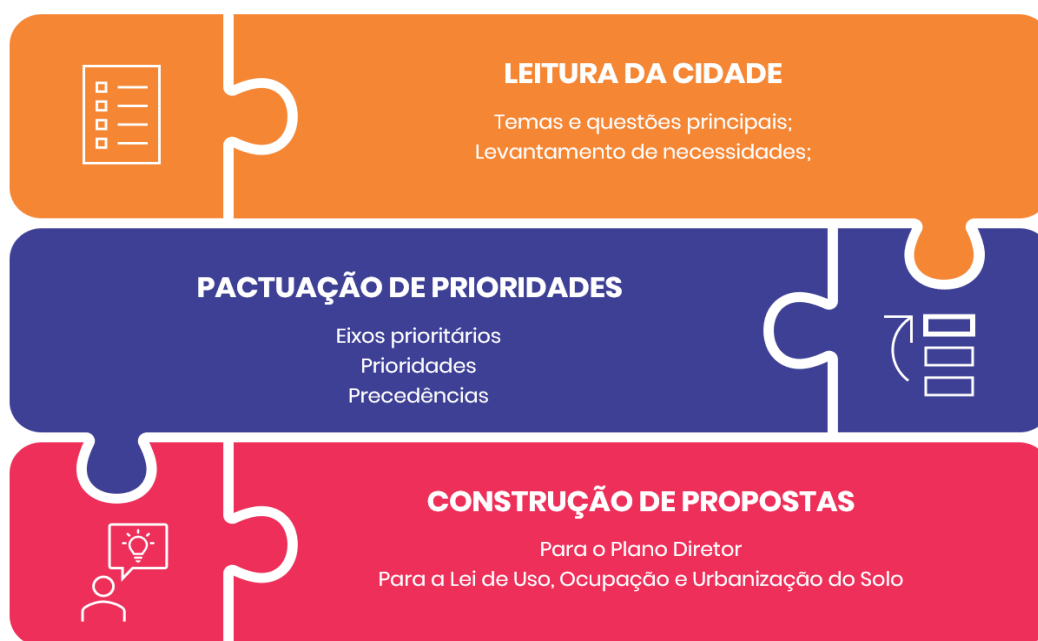 LEITURA DA CIDADE
Temas e questões principais;
Levantamento de necessidades;
PACTUAÇÃO DE PRIORIDADES
Eixos prioritários
Prioridades
Precedências
CONSTRUÇÃO DE PROPOSTAS
Para o Plano Diretor
Para a Lei de Uso, Ocupação e Urbanização do Solo